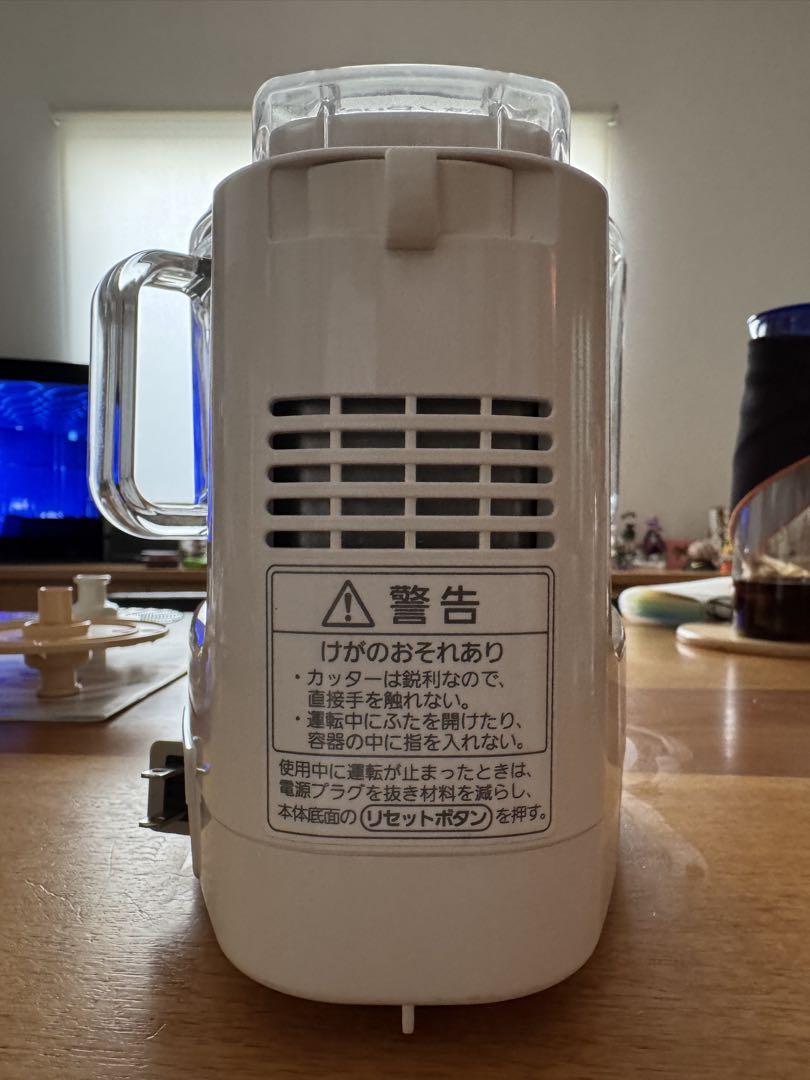 警告
けがのおそれあり
・カッターは鋭利なので、
直接手を触れない。
・運転中にふたを開けたり、
容器の中に指を入れない。
使用中に運転が止まったときは、
電源プラグを抜き材料を減らし、
本体底面のリセットボタンを押す。